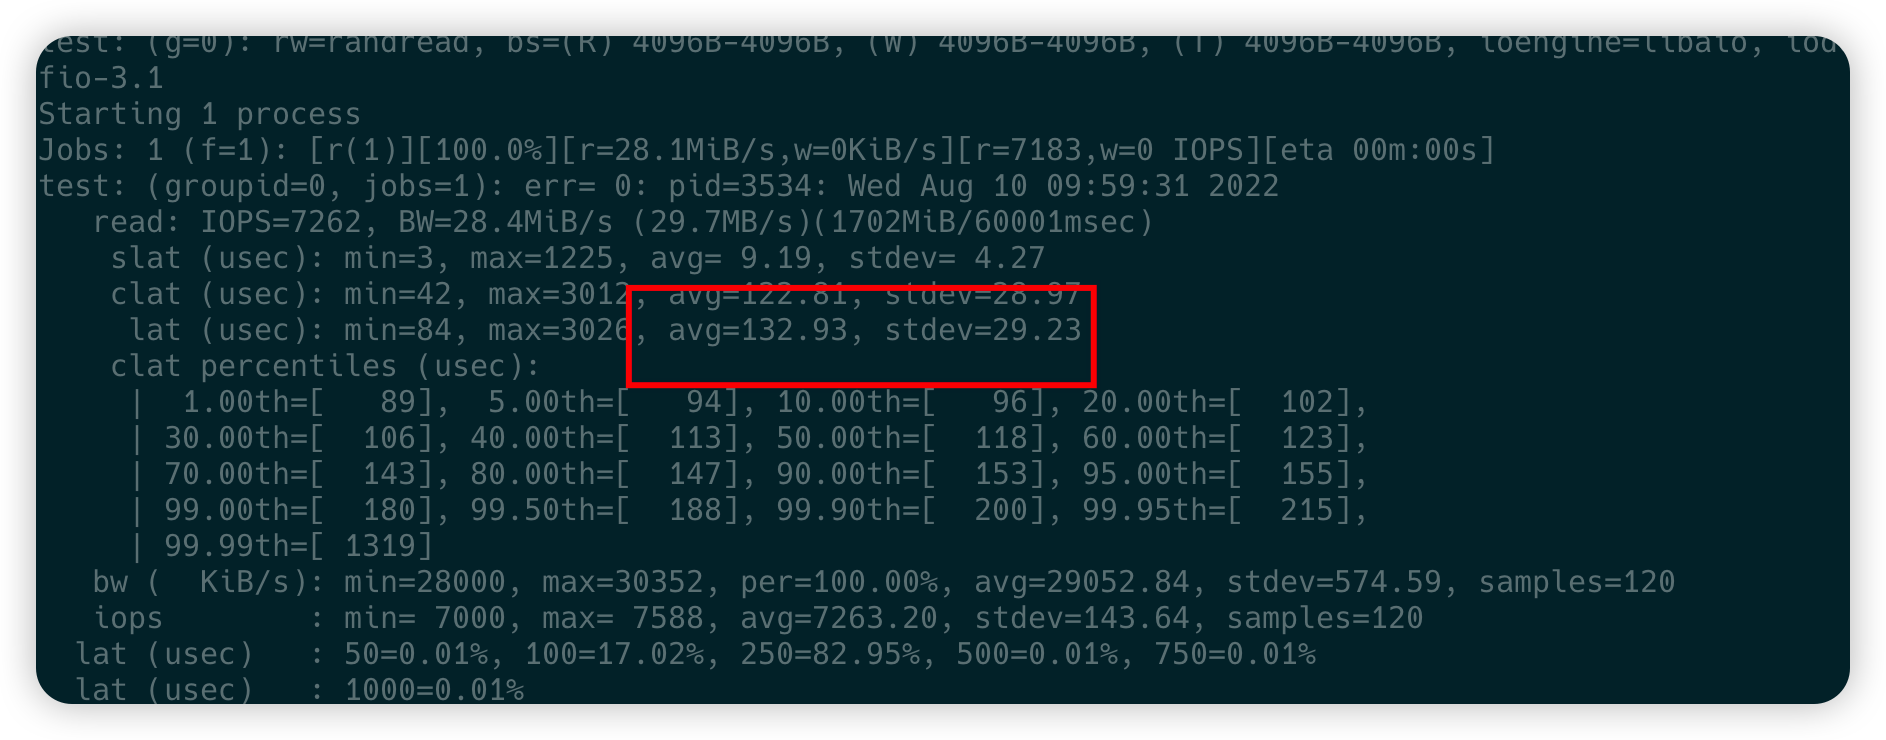 test: (g=0): rw=randread, bs=(R) 4096B-4096B, (W) 4096B-4096B, (T) 4096B-4096B, ioengine=libaio, iod
fio-3.1
Starting 1 process
Jobs: 1 (f=1): [r(1)][100.0%][r=28.1MiB/s,w=0KiB/s][r=7183,w=0 IOPS][eta 00m:00s]
test: (groupid=0, jobs=1): err= 0: pid=3534: Wed Aug 10 09:59:31 2022
read: IOPS=7262, BW=28.4MiB/s (29.7MB/s)(1702MiB/60001msec)
slat (usec): min=3, max=1225, avg= 9.19, stdev= 4.27
clat (usec): min=42, max=3012, avg=122.81, stdev=28.97
lat (usec): min=84, max=3026, avg=132.93, stdev=29.23
clat percentiles (usec):
|  1.00th=[   89],  5.00th=[   94], 10.00th=[   96], 20.00th=[  102],
| 30.00th=[  106], 40.00th=[  113], 50.00th=[  118], 60.00th=[  123],
| 70.00th=[  143], 80.00th=[  147], 90.00th=[  153], 95.00th=[  155],
| 99.00th=[  180], 99.50th=[  188], 99.90th=[  200], 99.95th=[  215],
| 99.99th=[ 1319]
bw (  KiB/s): min=28000, max=30352, per=100.00%, avg=29052.84, stdev=574.59, samples=120
iops        : min= 7000, max= 7588, avg=7263.20, stdev=143.64, samples=120
lat (usec)   : 50=0.01%, 100=17.02%, 250=82.95%, 500=0.01%, 750=0.01%
lat (usec)   : 1000=0.01%